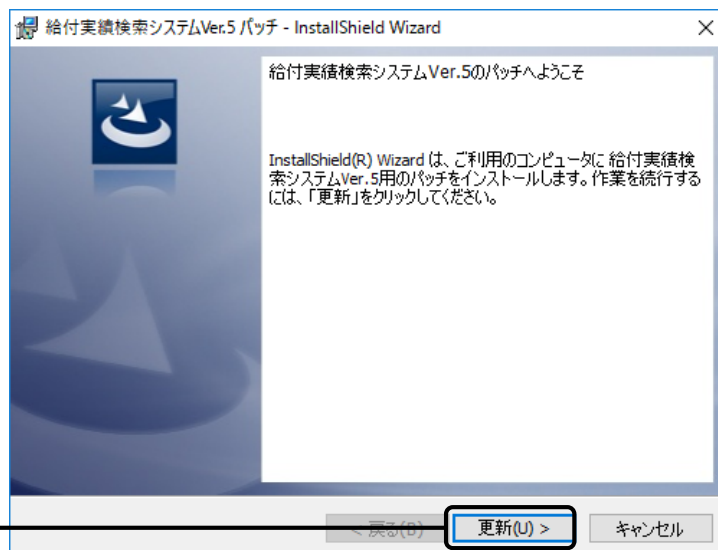 給付実績検索システムVer.5 パッチ - InstallShield Wizard
給付実績検索システムVer.5のパッチへようこそ
InstallShield(R) Wizard は、ご利用のコンピュータに 給付実績検
索システムVer.5用のパッチをインストールします。作業を続行する
には、「更新」をクリックしてください。
< 戻る(B) 更新(U) > キャンセル